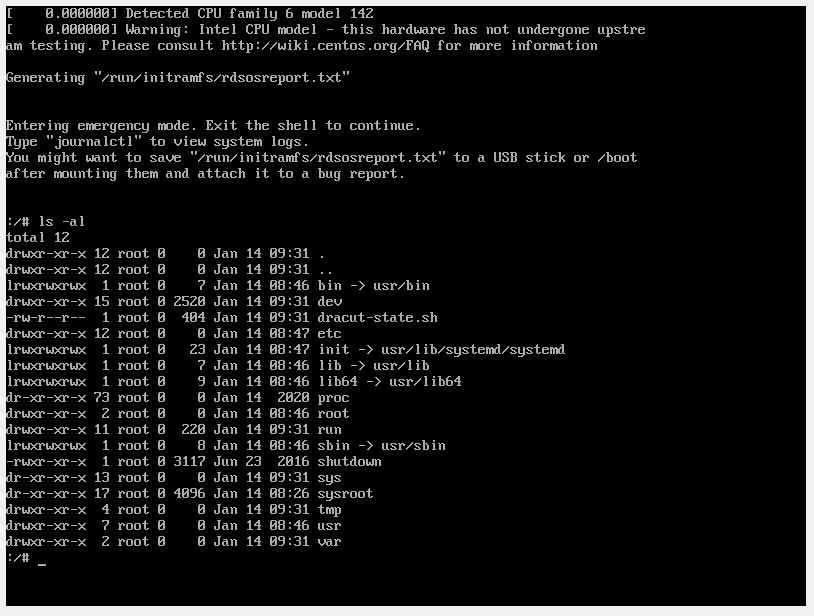 [    0.000000] Detected CPU family 6 model 142
[    0.000000] Warning: Intel CPU model - this hardware has not undergone upstre
am testing. Please consult http://wiki.centos.org/FAQ for more information
Generating "/run/initramfs/rdsosreport.txt"
Entering emergency mode. Exit the shell to continue.
Type "journalctl" to view system logs.
You might want to save "/run/initramfs/rdsosreport.txt" to a USB stick or /boot
after mounting them and attach it to a bug report.
:/# ls -al
total 12
drwxr-xr-x 12 root 0    0 Jan 14 09:31 .
drwxr-xr-x 12 root 0    0 Jan 14 09:31 ..
lrwxrwxrwx  1 root 0    7 Jan 14 08:46 bin -> usr/bin
drwxr-xr-x 15 root 0 2520 Jan 14 09:31 dev
-rw-r--r--  1 root 0  404 Jan 14 09:31 dracut-state.sh
drwxr-xr-x 12 root 0    0 Jan 14 08:47 etc
lrwxrwxrwx  1 root 0   23 Jan 14 08:47 init -> usr/lib/systemd/systemd
lrwxrwxrwx  1 root 0    7 Jan 14 08:46 lib -> usr/lib
lrwxrwxrwx  1 root 0    9 Jan 14 08:46 lib64 -> usr/lib64
dr-xr-xr-x 73 root 0    0 Jan 14  2020 proc
drwxr-xr-x  2 root 0    0 Jan 14 08:46 root
drwxr-xr-x 11 root 0  220 Jan 14 09:31 run
lrwxrwxrwx  1 root 0    8 Jan 14 08:46 sbin -> usr/sbin
-rwxr-xr-x  1 root 0 3117 Jun 23  2016 shutdown
dr-xr-xr-x 13 root 0    0 Jan 14 09:31 sys
dr-xr-xr-x 17 root 0 4096 Jan 14 08:26 sysroot
drwxr-xr-x  4 root 0    0 Jan 14 09:31 tmp
drwxr-xr-x  7 root 0    0 Jan 14 08:46 usr
drwxr-xr-x  2 root 0    0 Jan 14 09:31 var
:/# _